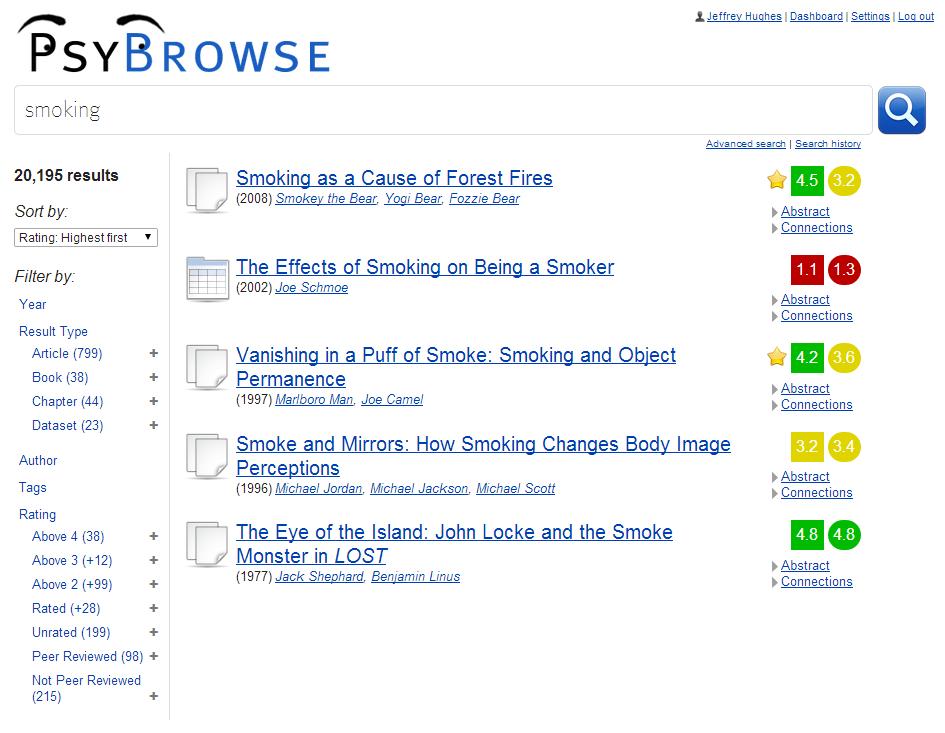 Jeffrey Hughes | Dashboard | Settings | Log out
PSYBROWSE
smoking
Advanced search | Search history
20,195 results
Sort by:
Rating: Highest first
Filter by:
Year
Result Type
Article (799) +
Book (38) +
Chapter (44) +
Dataset (23) +
Author
Tags
Rating
Above 4 (38) +
Above 3 (+12) +
Above 2 (+99) +
Rated (+28) +
Unrated (199) +
Peer Reviewed (98) +
Not Peer Reviewed
(215) +
Smoking as a Cause of Forest Fires
(2008) Smokey the Bear, Yogi Bear, Fozzie Bear
4.5 3.2
Abstract
Connections
The Effects of Smoking on Being a Smoker
(2002) Joe Schmoe
1.1 1.3
Abstract
Connections
Vanishing in a Puff of Smoke: Smoking and Object
Permanence
(1997) Marlboro Man, Joe Camel
4.2 3.6
Abstract
Connections
Smoke and Mirrors: How Smoking Changes Body Image
Perceptions
(1996) Michael Jordan, Michael Jackson, Michael Scott
3.2 3.4
Abstract
Connections
The Eye of the Island: John Locke and the Smoke
Monster in LOST
(1977) Jack Shephard, Benjamin Linus
4.8 4.8
Abstract
Connections